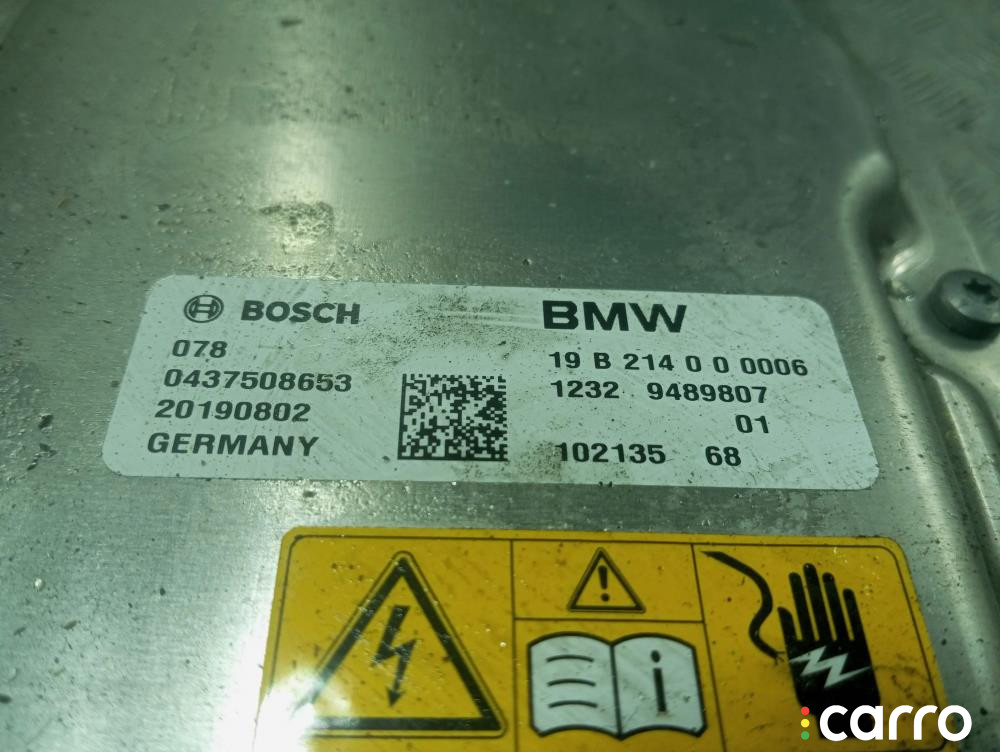 BOSCH
078
0437508653
20190802
GERMANY
BMW
19 B 214 0 0 0006
1232 9489807
01
102135 68
carro